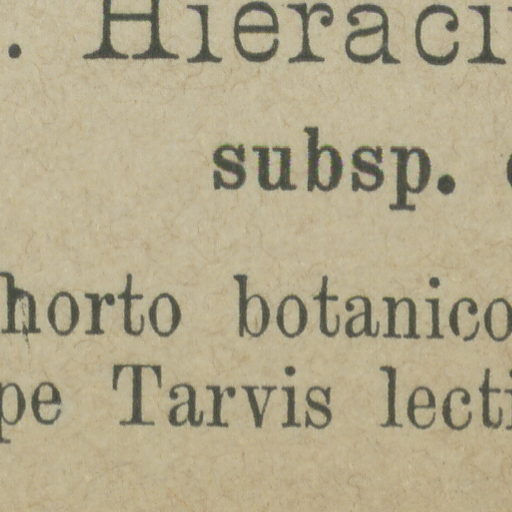 . Hieraci
subsp.
horto botanico
pe Tarvis lecti